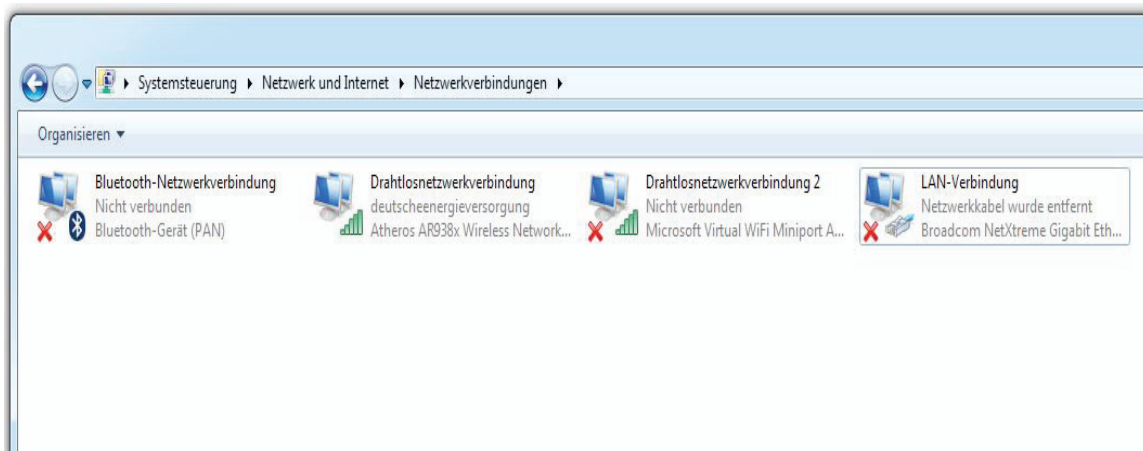 Systemsteuerung Netzwerk und Internet Netzwerkverbindungen
Organisieren
Bluetooth-Netzwerkverbindung
Nicht verbunden
Bluetooth-Gerät (PAN)
Drahtlosnetzwerkverbindung
deutscheenergieversorgung
Atheros AR938x Wireless Network...
Drahtlosnetzwerkverbindung 2
Nicht verbunden
Microsoft Virtual WiFi Miniport A...
LAN-Verbindung
Netzwerkkabel wurde entfernt
Broadcom NetXtreme Gigabit Eth...